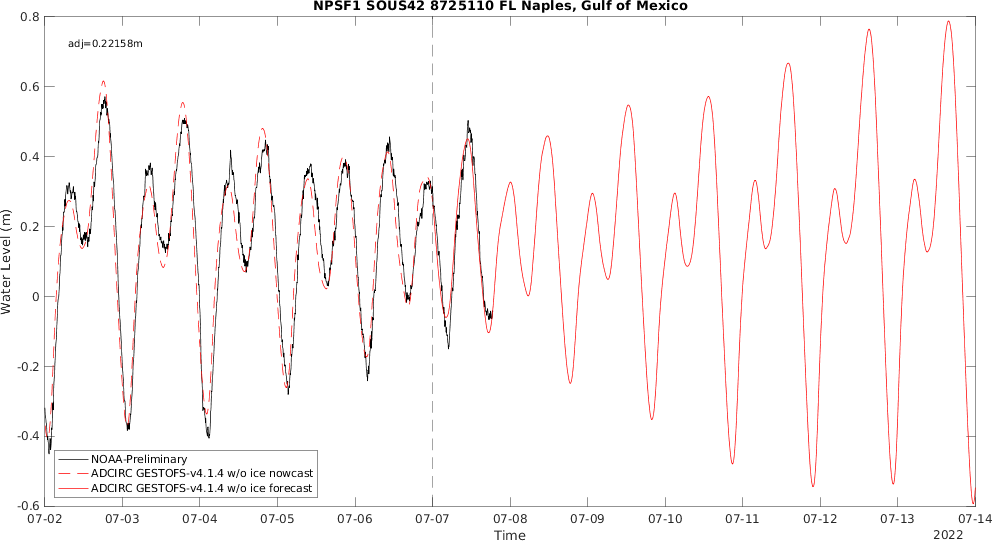 NPSF1 SOUS42 8725110 FL Naples, Gulf of Mexico
adj=0.22158m
0.8
0.6
0.4
0.2
0
-0.2
-0.4
-0.6
Water Level (m)
NOAA-Preliminary
ADCIRC GESTOFS-v4.1.4 w/o ice nowcast
ADCIRC GESTOFS-v4.1.4 w/o ice forecast
07-02 07-03 07-04 07-05 07-06 07-07 07-08 07-09 07-10 07-11 07-12 07-13 07-14
Time
2022